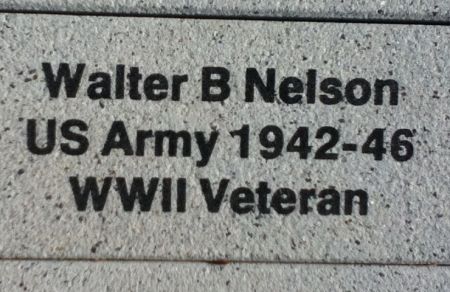 Walter B Nelson
US Army 1942-46
WWII Veteran